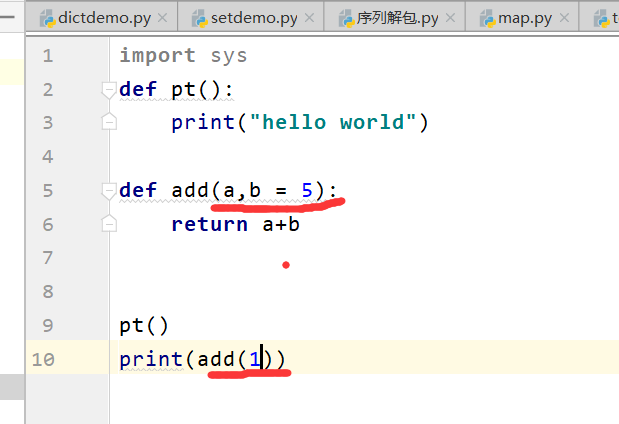 dictdemo.py × setdemo.py × 序列解包.py × map.py ×
1 import sys
2 def pt():
3 print("hello world")
4
5 def add(a,b = 5):
6 return a+b
7
8
9 pt()
10 print(add(1))